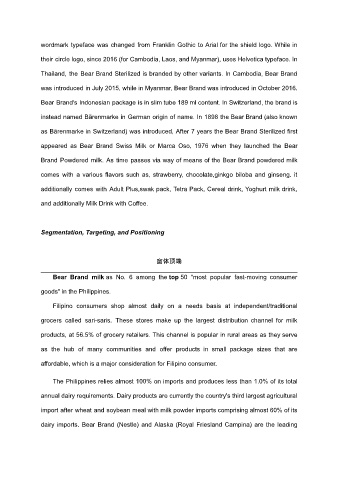 wordmark typeface was changed from Franklin Gothic to Arial for the shield logo. While in
their circle logo, since 2016 (for Cambodia, Laos, and Myanmar), uses Helvetica typeface. In
Thailand, the Bear Brand Sterilized is branded by other variants. In Cambodia, Bear Brand
was introduced in July 2015, while in Myanmar, Bear Brand was introduced in October 2016.
Bear Brand's Indonesian package is in slim tube 189 ml content. In Switzerland, the brand is
instead named Bärenmarke in German origin of name. In 1898 the Bear Brand (also known
as Bärenmarke in Switzerland) was introduced, After 7 years the Bear Brand Sterilized first
appeared as Bear Brand Swiss Milk or Marca Oso, 1976 when they launched the Bear
Brand Powdered milk. As time passes via way of means of the Bear Brand powdered milk
comes with a various flavors such as, strawberry, chocolate,ginkgo biloba and ginseng. it
additionally comes with Adult Plus,swak pack, Tetra Pack, Cereal drink, Yoghurt milk drink,
and additionally Milk Drink with Coffee.
Segmentation, Targeting, and Positioning
窗体顶端
Bear Brand milk as No. 6 among the top 50 "most popular fast-moving consumer
goods" in the Philippines.
Filipino consumers shop almost daily on a needs basis at independent/traditional
grocers called sari-saris. These stores make up the largest distribution channel for milk
products, at 56.5% of grocery retailers. This channel is popular in rural areas as they serve
as the hub of many communities and offer products in small package sizes that are
affordable, which is a major consideration for Filipino consumer.
The Philippines relies almost 100% on imports and produces less than 1.0% of its total
annual dairy requirements. Dairy products are currently the country's third largest agricultural
import after wheat and soybean meal with milk powder imports comprising almost 60% of its
dairy imports. Bear Brand (Nestle) and Alaska (Royal Friesland Campina) are the leading